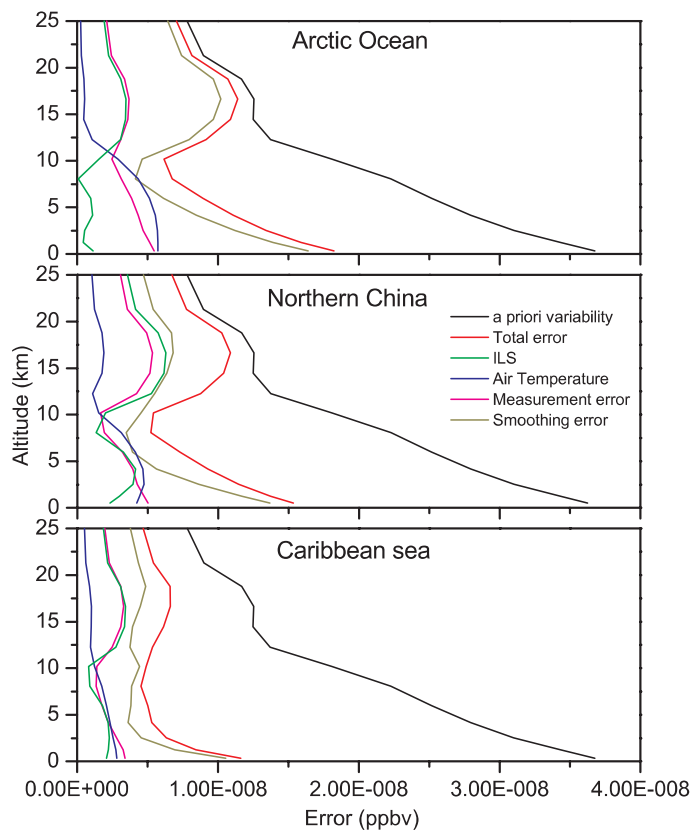 25
20
15
10
5
0
Arctic Ocean
25
20
15
10
5
0
Northern China
a priori variability
Total error
ILS
Air Temperature
Measurement error
Smoothing error
Altitude (km)
25
20
15
10
5
0
Caribbean sea
0.00E+000 1.00E-008 2.00E-008 3.00E-008 4.00E-008
Error (ppbv)